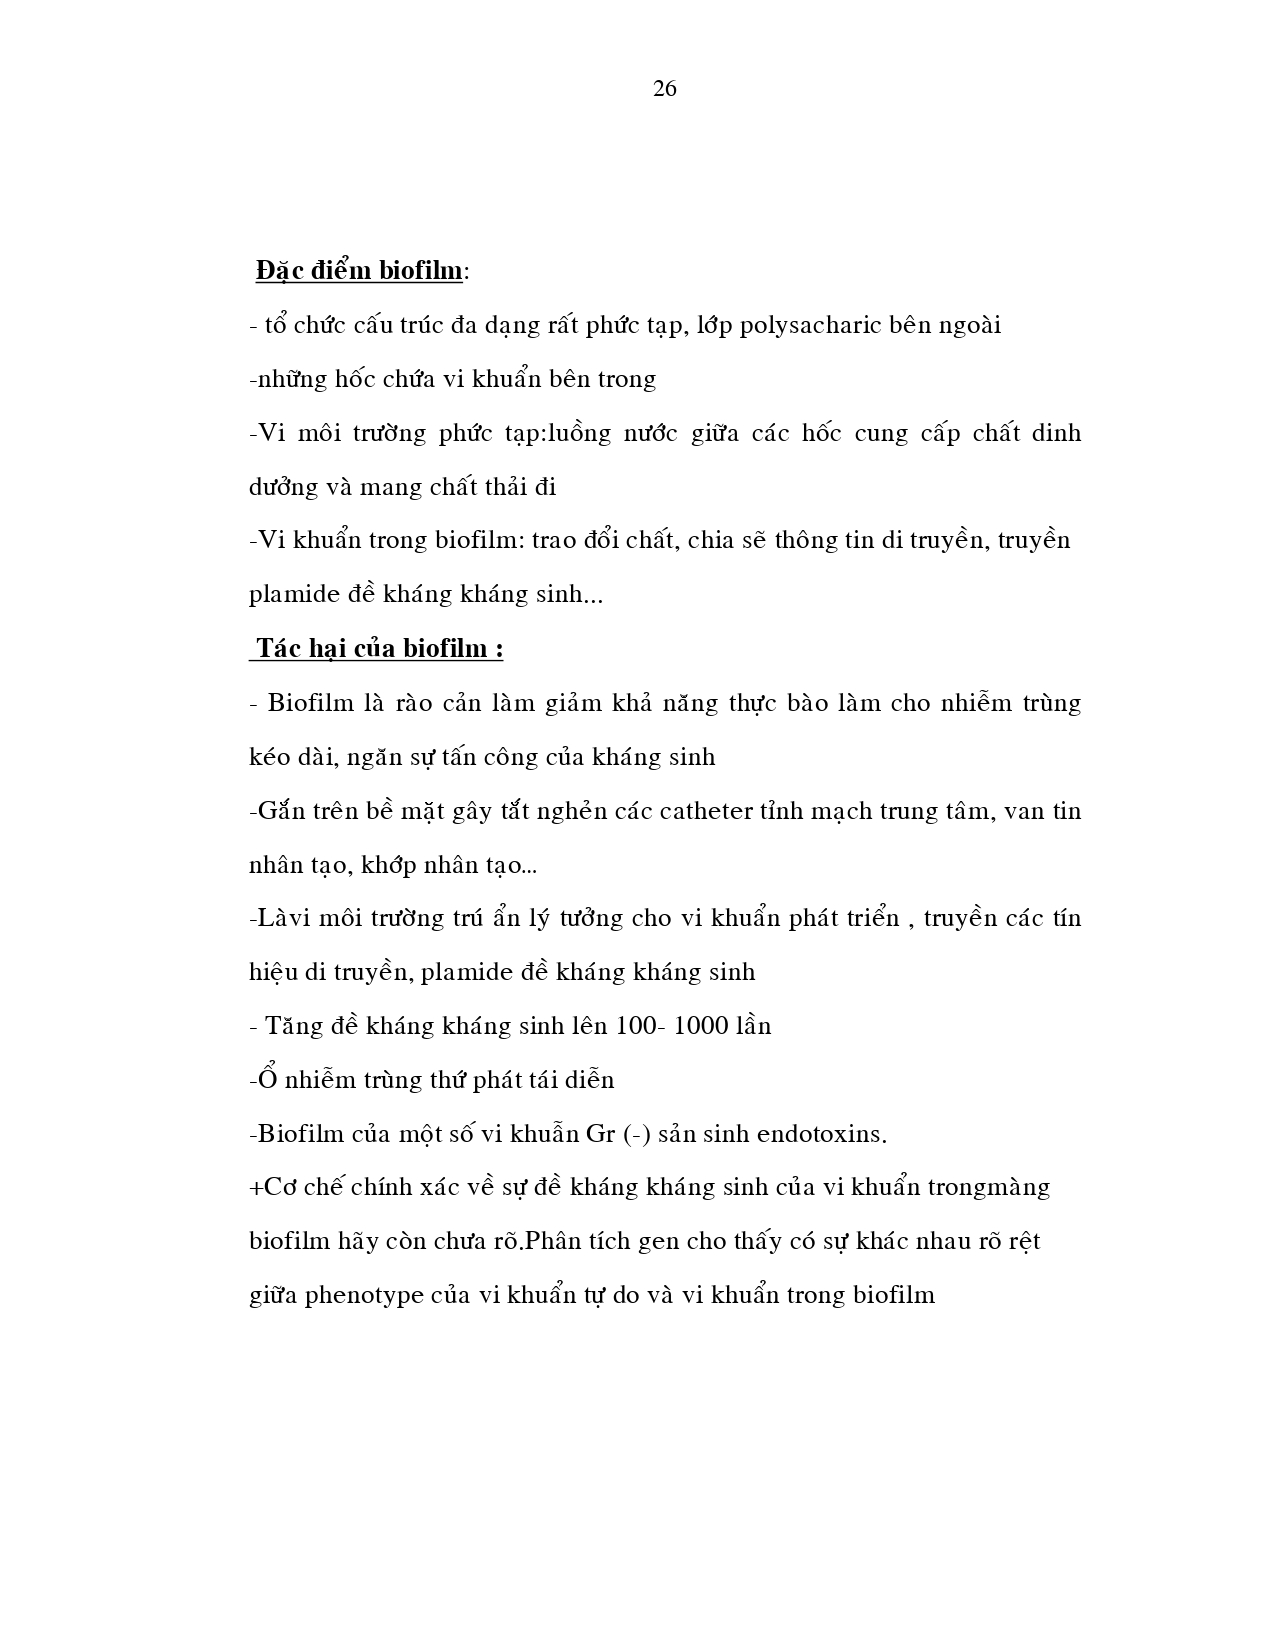 26
Đặc điểm biofilm:
- tổ chức cấu trúc đa dạng rất phức tạp, lớp polysacharic bên ngoài
-những hốc chứa vi khuẩn bên trong
-Vi môi trường phức tạp:luồng nước giữa các hốc cung cấp chất dinh
dưởng và mang chất thải đi
-Vi khuẩn trong biofilm: trao đổi chất, chia sẽ thông tin di truyền, truyền
plamide đề kháng kháng sinh...
Tác hại của biofilm :
- Biofilm là rào cản làm giảm khả năng thực bào làm cho nhiễm trùng
kéo dài, ngăn sự tấn công của kháng sinh
-Gắn trên bề mặt gây tắt nghẻn các catheter tỉnh mạch trung tâm, van tin
nhân tạo, khớp nhân tạo...
-Làvi môi trường trú ẩn lý tưởng cho vi khuẩn phát triển , truyền các tín
hiệu di truyền, plamide đề kháng kháng sinh
- Tăng đề kháng kháng sinh lên 100- 1000 lần
-Ổ nhiễm trùng thứ phát tái diễn
-Biofilm của một số vi khuẫn Gr (-) sản sinh endotoxins.
+Cơ chế chính xác về sự đề kháng kháng sinh của vi khuẩn trongmàng
biofilm hãy còn chưa rõ.Phân tích gen cho thấy có sự khác nhau rõ rệt
giữa phenotype của vi khuẩn tự do và vi khuẩn trong biofilm